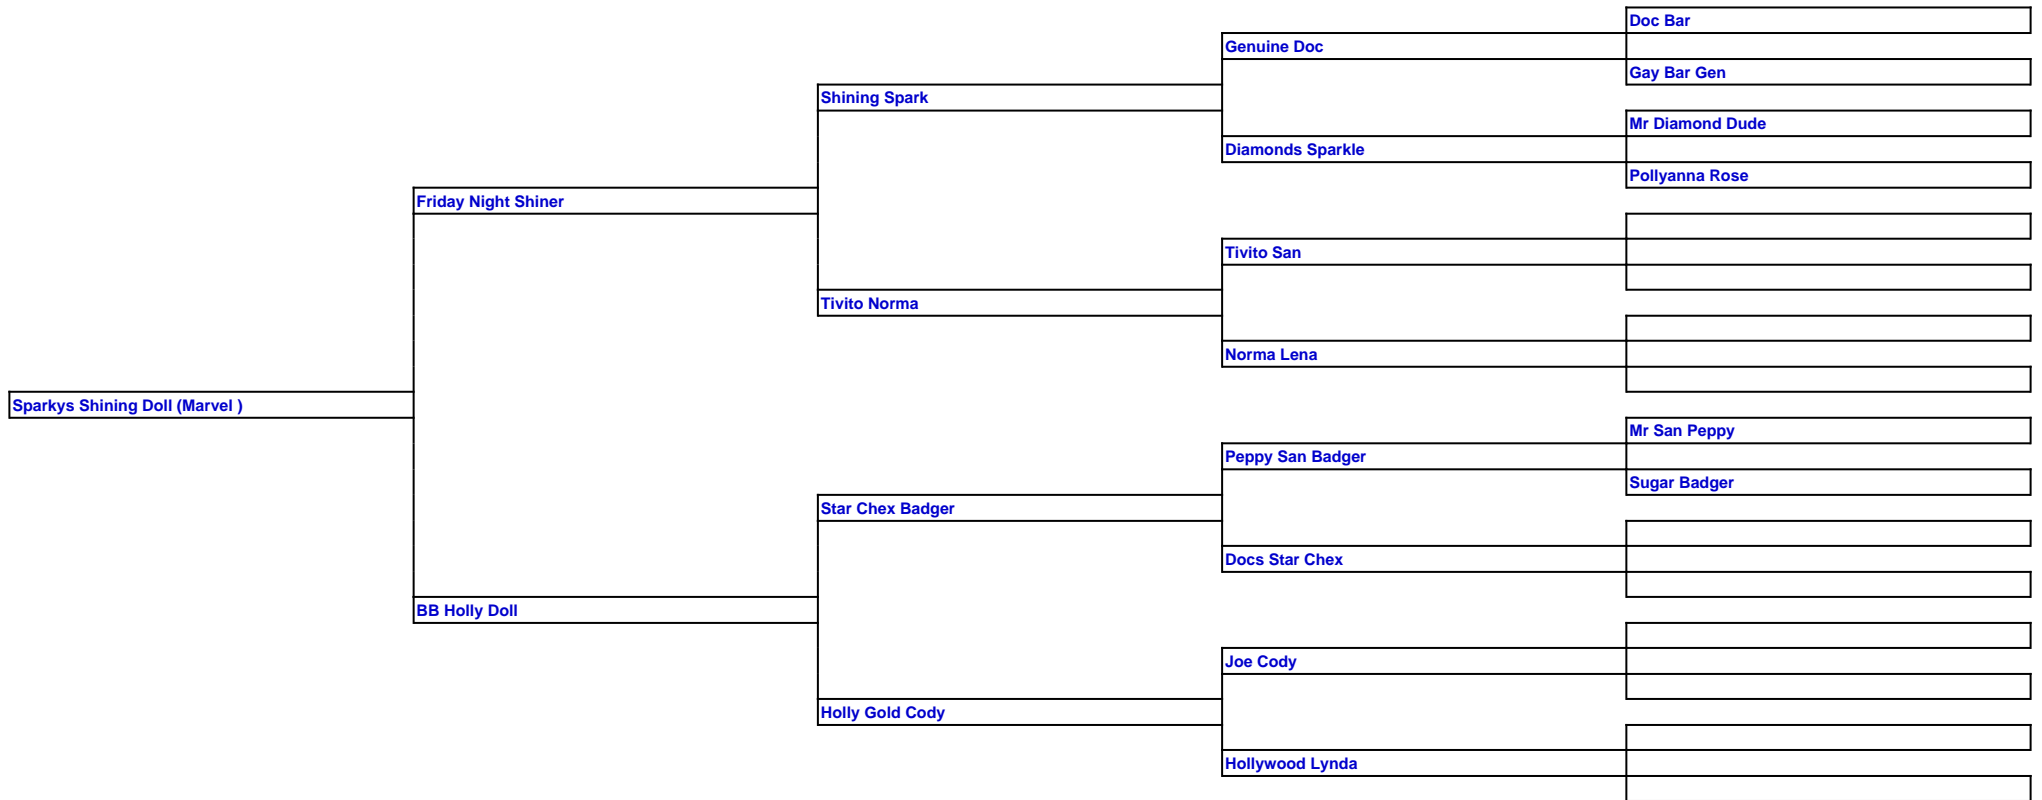 Doc Bar
Genuine Doc
Gay Bar Gen
Shining Spark
Mr Diamond Dude
Diamonds Sparkle
Pollyanna Rose
Friday Night Shiner
Tivito San
Tivito Norma
Norma Lena
Sparkys Shining Doll (Marvel )
Mr San Peppy
Peppy San Badger
Sugar Badger
Star Chex Badger
Docs Star Chex
BB Holly Doll
Joe Cody
Holly Gold Cody
Hollywood Lynda